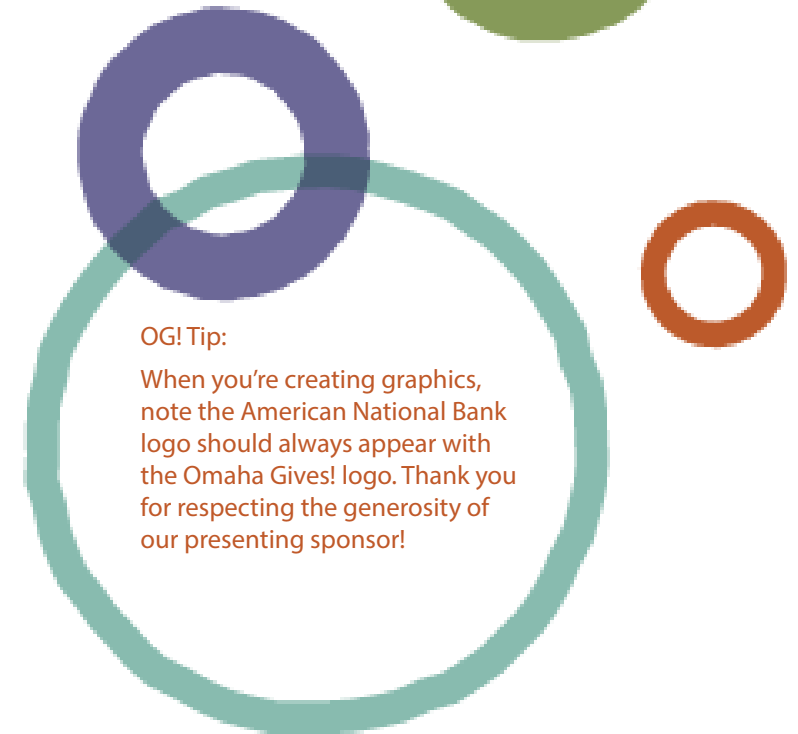 OG! Tip:
When you’re creating graphics,
note the American National Bank
logo should always appear with
the Omaha Gives! logo. Thank you
for respecting the generosity of
our presenting sponsor!